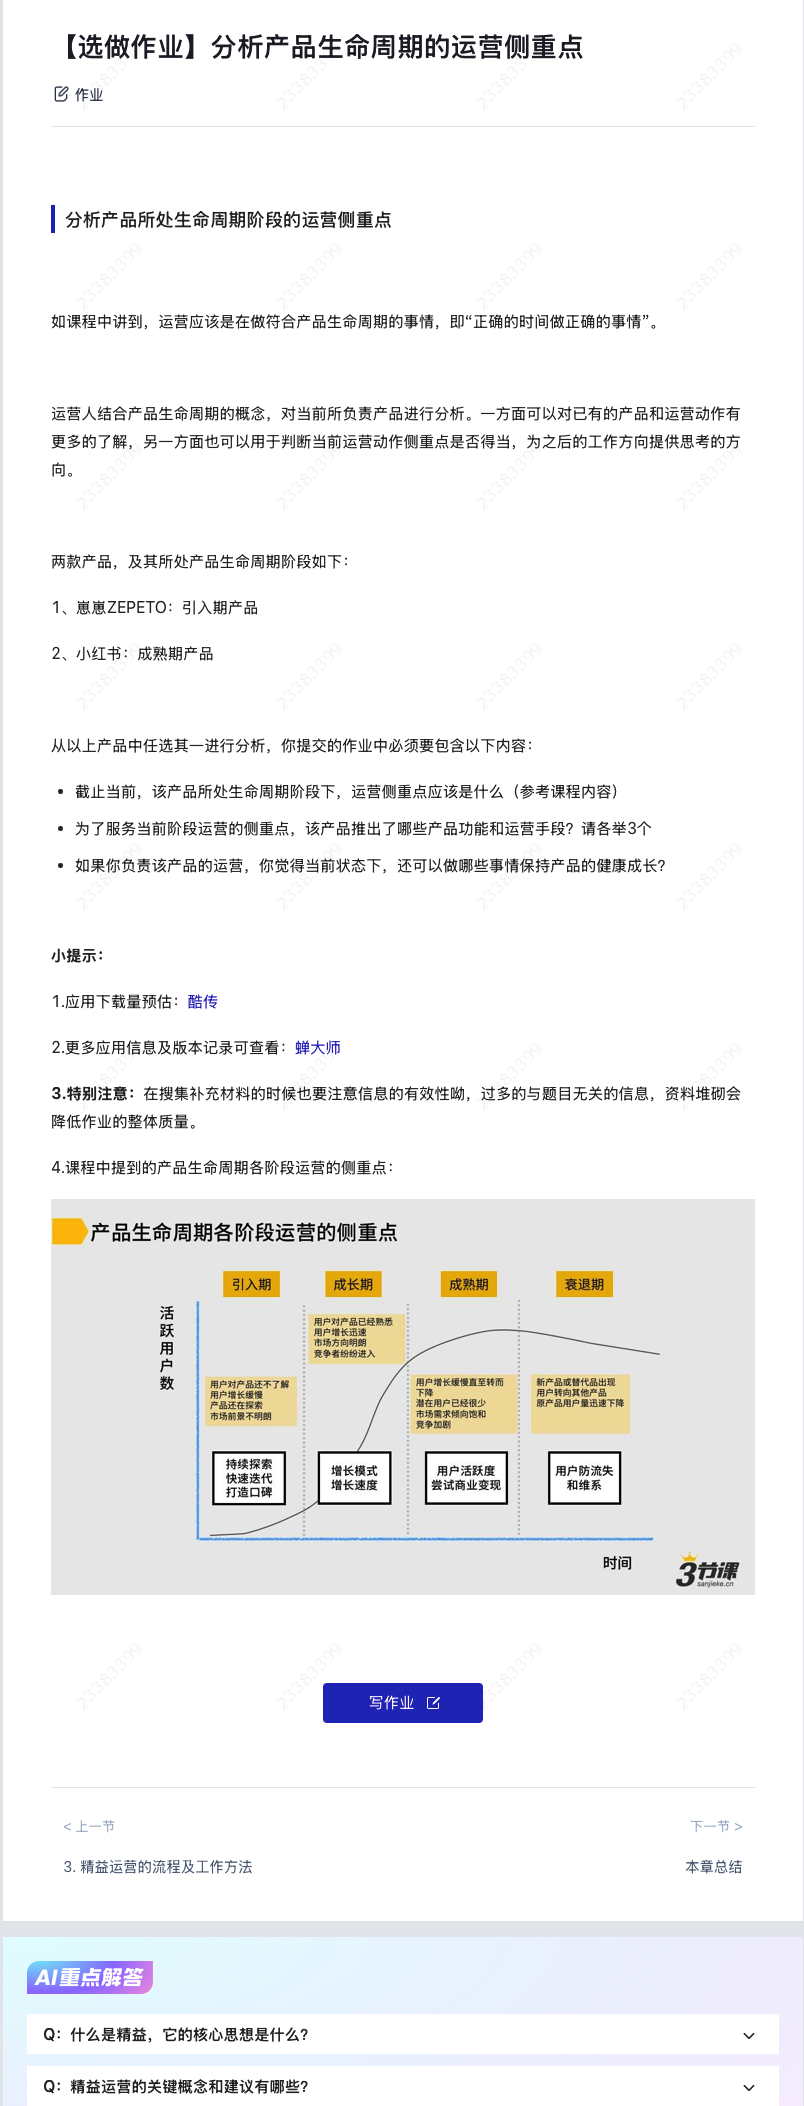 【选做作业】分析产品生命周期的运营侧重点
作业
分析产品所处生命周期阶段的运营侧重点
如课程中讲到，运营应该是在做符合产品生命周期的事情，即“正确的时间做正确的事情”。
运营人结合产品生命周期的概念，对当前所负责产品进行分析。一方面可以对已有的产品和运营动作有
更多的了解，另一方面也可以用于判断当前运营动作侧重点是否得当，为之后的工作方向提供思考的方
向。
两款产品，及其所处产品生命周期阶段如下：
1、崽崽ZEPETO：引入期产品
2、小红书：成熟期产品
从以上产品中任选其一进行分析，你提交的作业中必须要包含以下内容：
• 截止当前，该产品所处生命周期阶段下，运营侧重点应该是什么（参考课程内容）
• 为了服务当前阶段运营的侧重点，该产品推出了哪些产品功能和运营手段？请各举3个
• 如果你负责该产品的运营，你觉得当前状态下，还可以做哪些事情保持产品的健康成长？
小提示：
1.应用下载量预估：酷传
2.更多应用信息及版本记录可查看：蝉大师
3.特别注意：在搜集补充材料的时候也要注意信息的有效性呦，过多的与题目无关的信息，资料堆砌会
降低作业的整体质量。
4.课程中提到的产品生命周期各阶段运营的侧重点：
产品生命周期各阶段运营的侧重点
引入期 成长期 成熟期 衰退期
活跃用户数
用户对产品已经熟悉
用户增长迅速
市场方向明朗
竞争者纷纷进入
用户对产品还不了解
用户增长缓慢
产品还在探索
市场前景不明朗
用户增长缓慢直至转而
下降
潜在用户已经很少
市场需求倾向饱和
竞争加剧
新产品或替代品出现
用户转向其他产品
原产品用户量迅速下降
持续探索
快速迭代
打造口碑
增长模式
增长速度
用户活跃度
尝试商业变现
用户防流失
和维系
时间
3节课
sanjieke.cn
写作业
< 上一节 下一节 >
3. 精益运营的流程及工作方法 本章总结
AI重点解答
Q：什么是精益，它的核心思想是什么？
Q：精益运营的关键概念和建议有哪些？
23383399